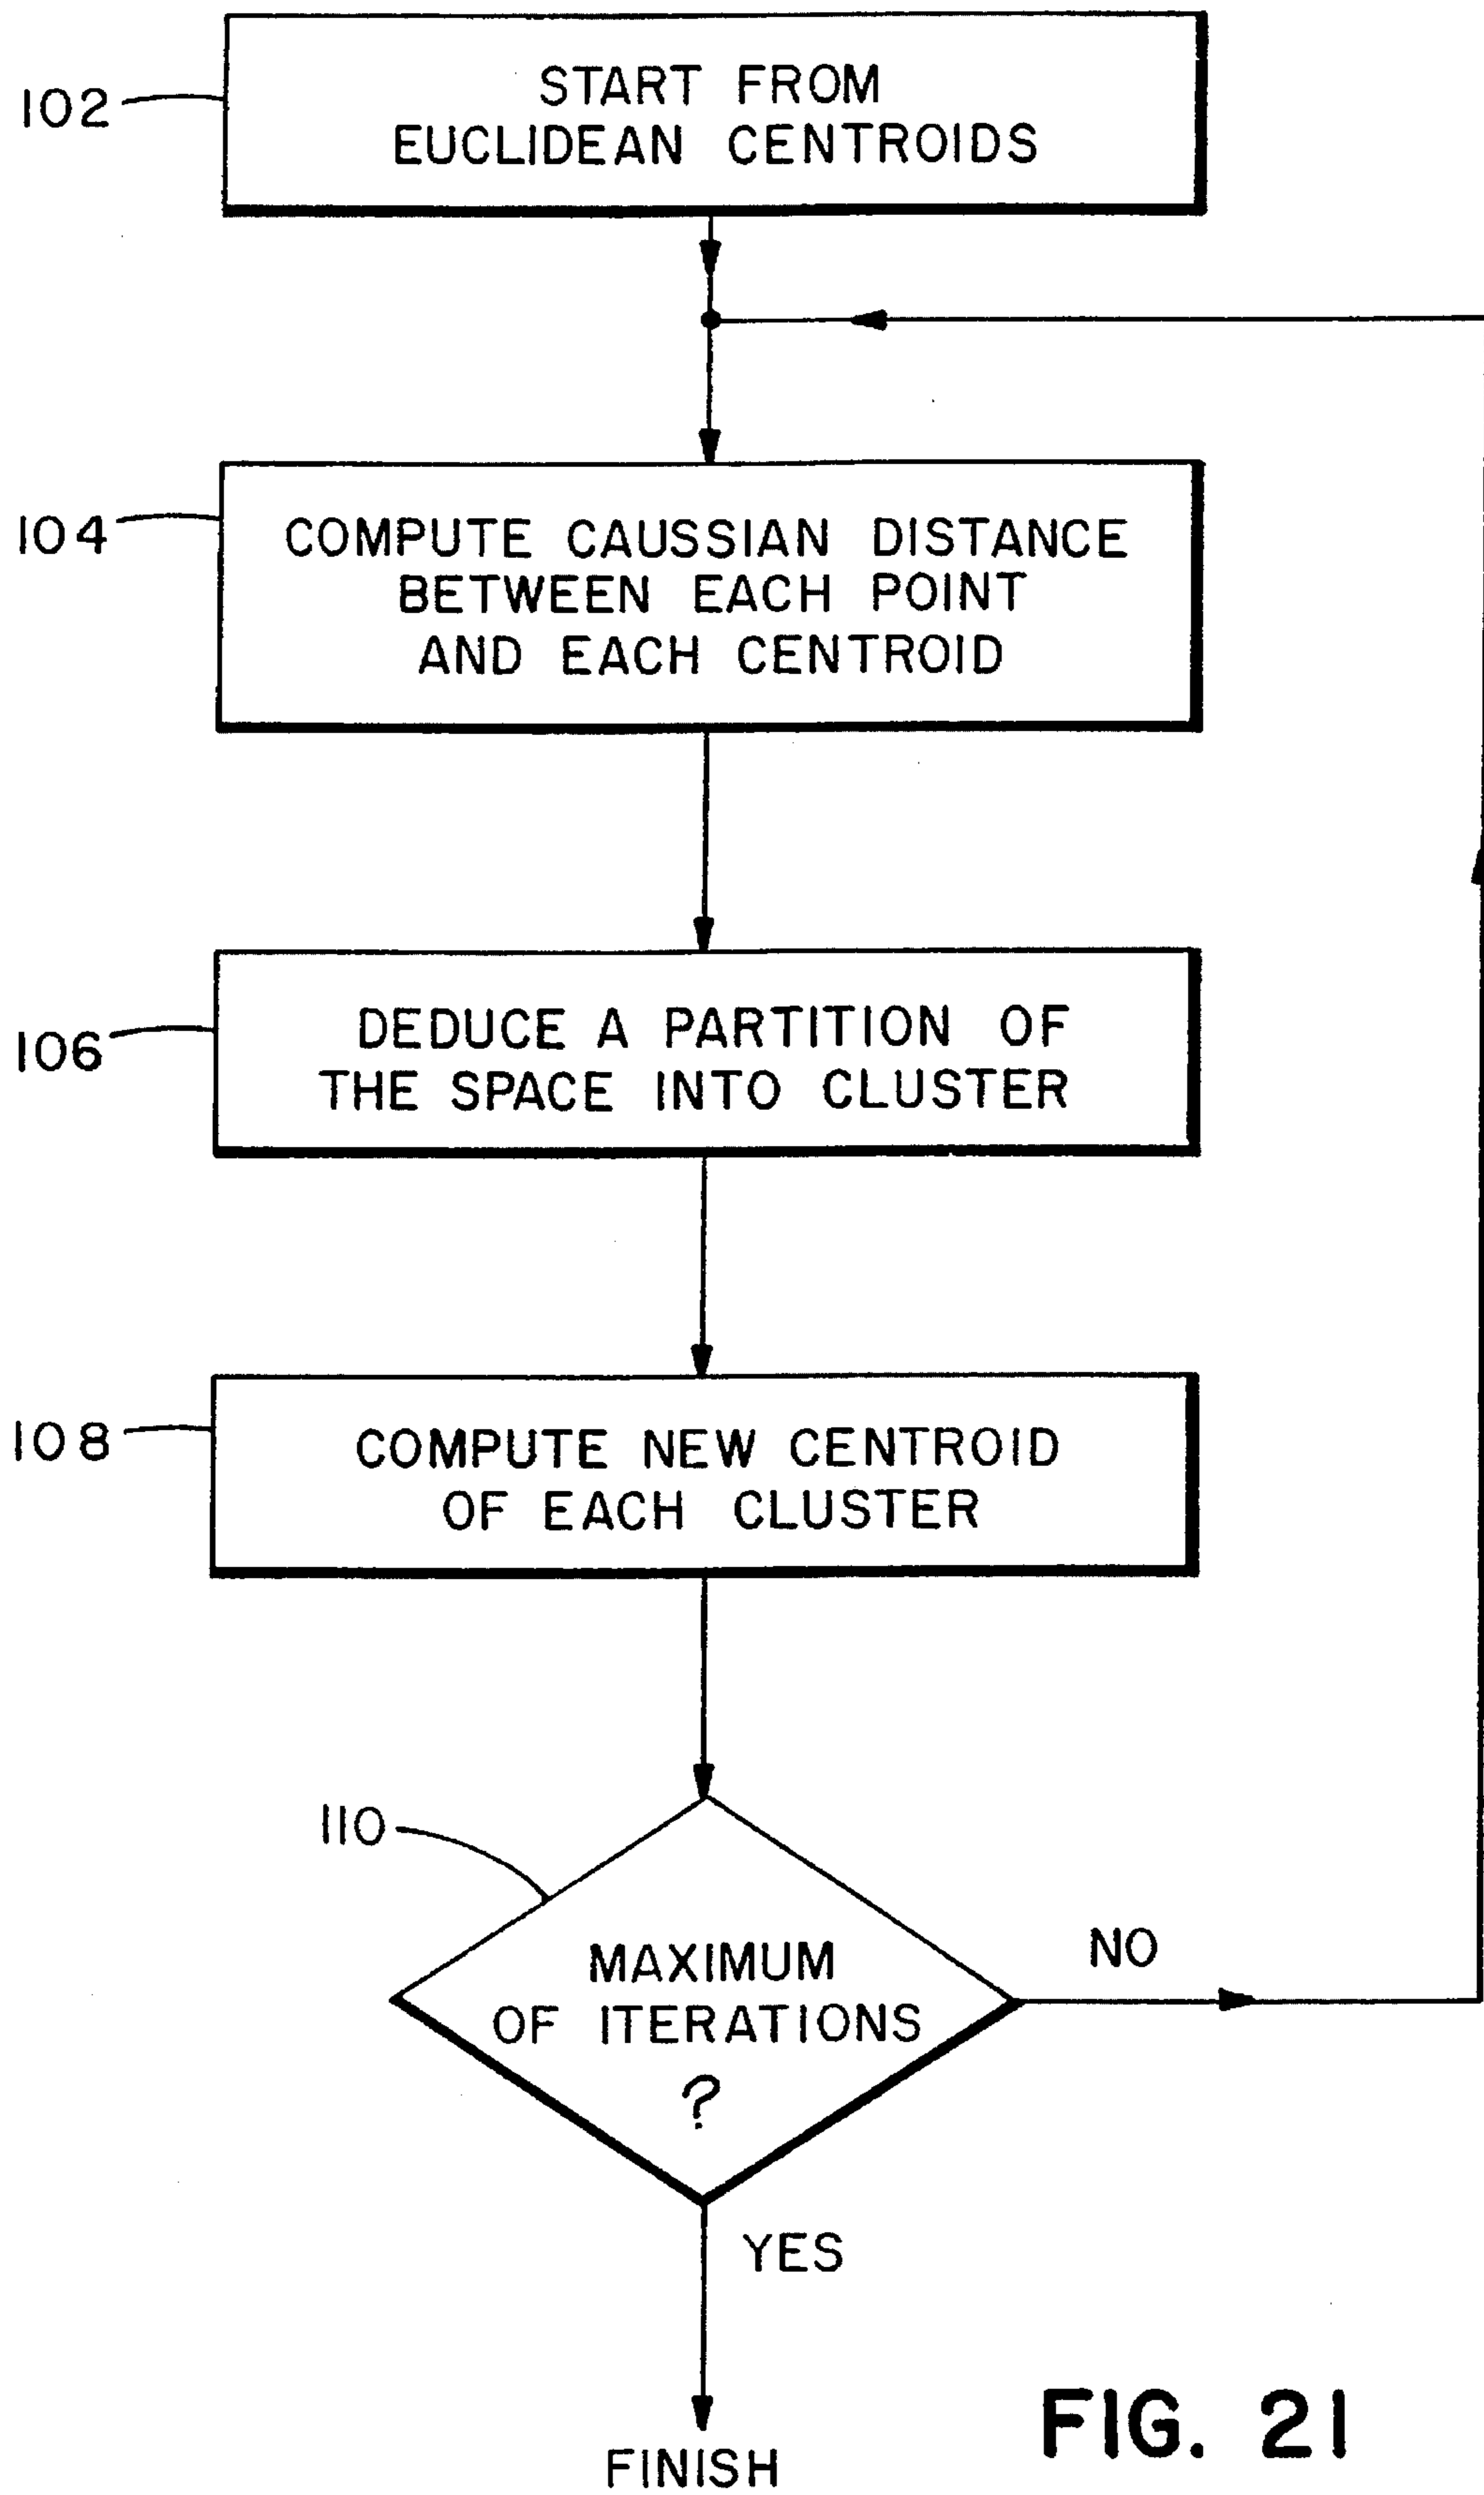 102
START FROM
EUCLIDEAN CENTROIDS
104
COMPUTE CAUSSIAN DISTANCE
BETWEEN EACH POINT
AND EACH CENTROID
106
DEDUCE A PARTITION OF
THE SPACE INTO CLUSTER
108
COMPUTE NEW CENTROID
OF EACH CLUSTER
110
MAXIMUM
OF ITERATIONS
?
NO
YES
FINISH
FIG. 21